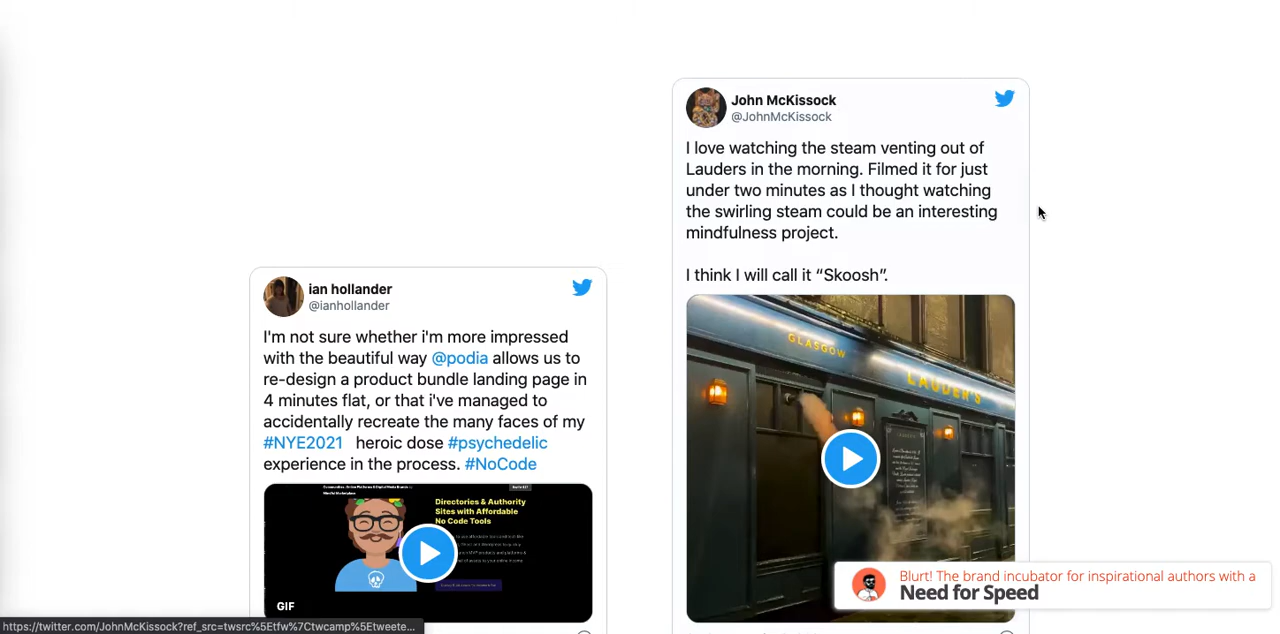 John McKissock
@JohnMcKissock
I love watching the steam venting out of
Lauders in the morning. Filmed it for just
under two minutes as I thought watching
the swirling steam could be an interesting
mindfulness project.
I think I will call it “Skoosh”.
GLASGOW
LAUDER'S
ian hollander
@ianhollander
I'm not sure whether i'm more impressed
with the beautiful way @podia allows us to
re-design a product bundle landing page in
4 minutes flat, or that i've managed to
accidentally recreate the many faces of my
#NYE2021 heroic dose #psychedelic
experience in the process. #NoCode
Directories & Authority
Sites with Affordable
No Code Tools
GIF
Blurt! The brand incubator for inspirational authors with a
Need for Speed
https://twitter.com/JohnMcKissock?ref_src=twsrc%5Etfw%7Ctwcamp%5Etweete...